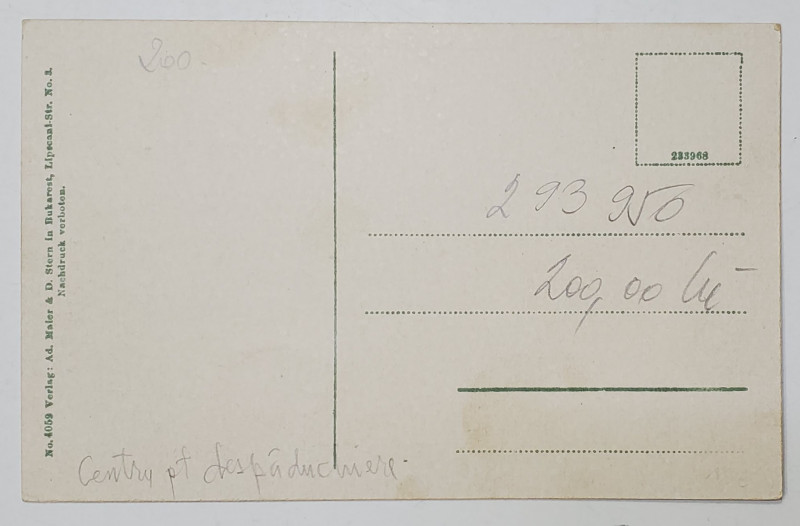 200.
No. 4059 Verlag: Ad. Maier & D. Stern in Bukarest, Lipscani-Str. No. 3.
Nachdruck verboten.
233968
293 950
200,00 lei
Centru pt despăduchiere.